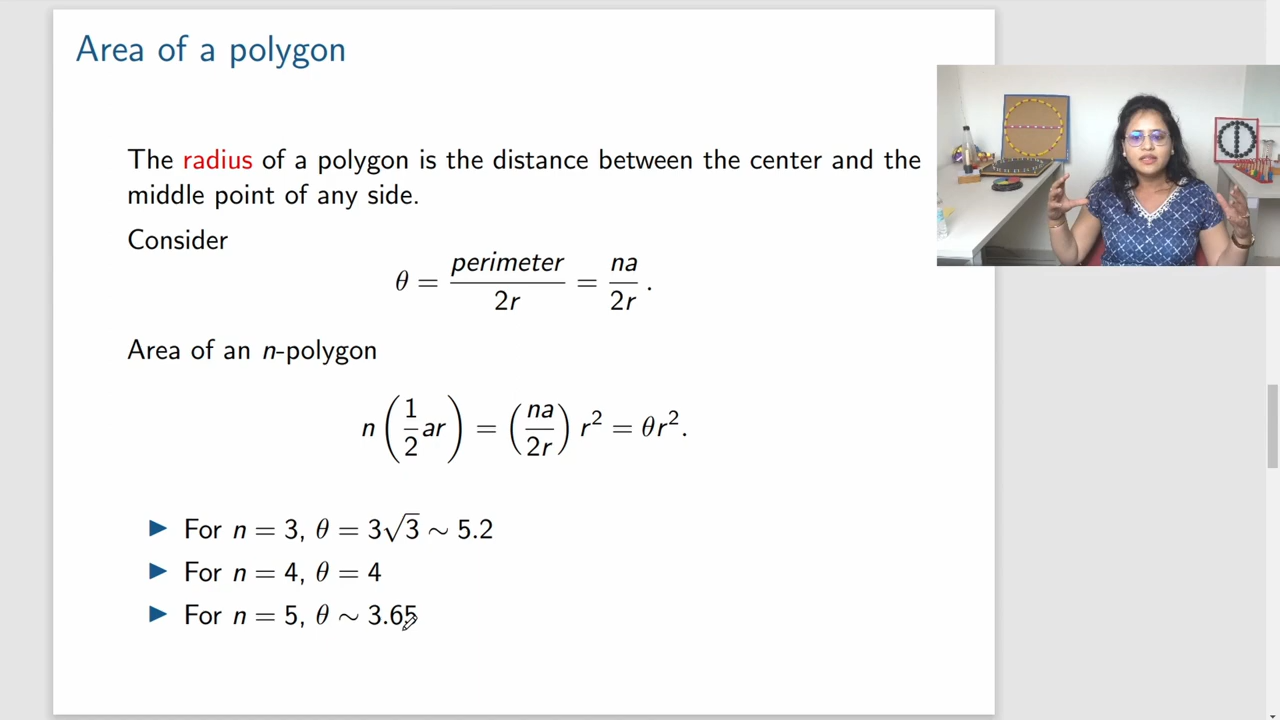 Area of a polygon
The radius of a polygon is the distance between the center and the
middle point of any side.
Consider
θ = perimeter / 2r = na / 2r .
Area of an n-polygon
n(1/2 ar) = (na/2r) r² = θr².
▶ For n = 3, θ = 3√3 ∼ 5.2
▶ For n = 4, θ = 4
▶ For n = 5, θ ∼ 3.65